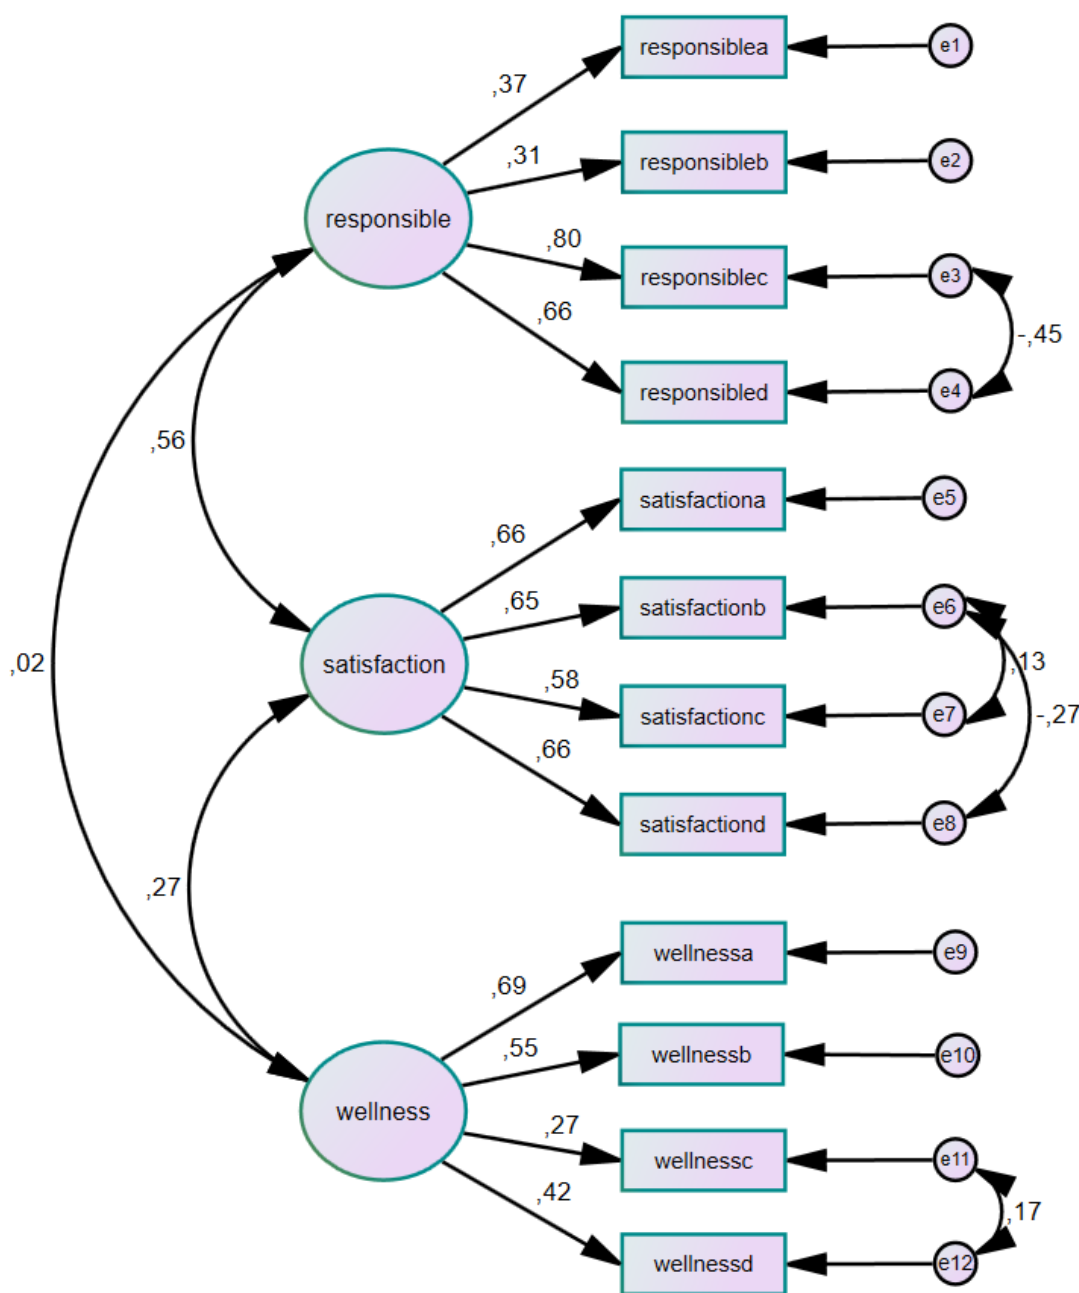 responsiblea
e1
,37
responsibleb
e2
,31
responsible
,80
responsiblec
e3
,66
-,45
responsibled
e4
,56
satisfactiona
e5
,66
,65
satisfactionb
e6
satisfaction
,02
,13
,58
satisfactionc
e7
-,27
,66
satisfactiond
e8
,27
wellnessa
e9
,69
,55
wellnessb
e10
wellness
,27
wellnessc
e11
,42
,17
wellnessd
e12